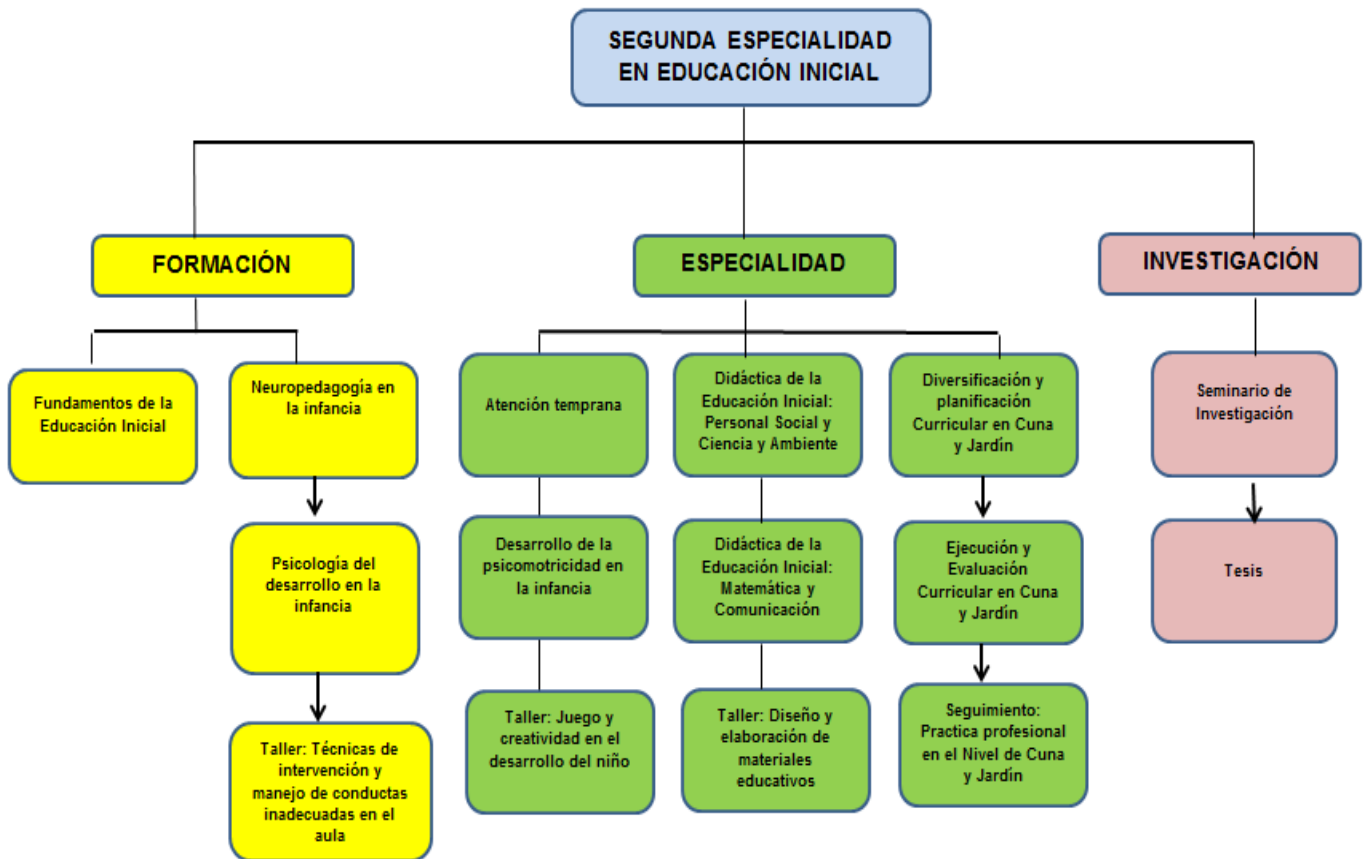 SEGUNDA ESPECIALIDAD
EN EDUCACIÓN INICIAL
FORMACIÓN
ESPECIALIDAD
INVESTIGACIÓN
Fundamentos de la
Educación Inicial
Neuropedagogía en
la infancia
Atención temprana
Didáctica de la
Educación Inicial:
Personal Social y
Ciencia y Ambiente
Diversificación y
planificación
Curricular en Cuna
y Jardín
Seminario de
Investigación
Psicología del
desarrollo en la
infancia
Desarrollo de la
psicomotricidad en
la infancia
Didáctica de la
Educación Inicial:
Matemática y
Comunicación
Ejecución y
Evaluación
Curricular en Cuna
y Jardín
Tesis
Taller: Técnicas de
intervención y
manejo de conductas
inadecuadas en el
aula
Taller: Juego y
creatividad en el
desarrollo del niño
Taller: Diseño y
elaboración de
materiales
educativos
Seguimiento:
Practica profesional
en el Nivel de Cuna
y Jardín